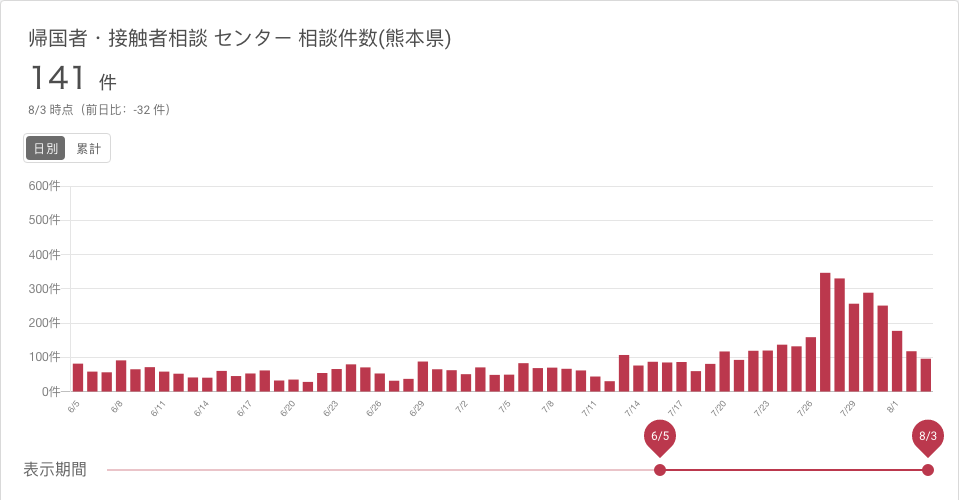 帰国者・接触者相談 センター 相談件数(熊本県)
141 件
8/3 時点（前日比：-32 件）
日別 累計
600件
500件
400件
300件
200件
100件
0件
6/5 6/8 6/11 6/14 6/17 6/20 6/23 6/26 6/29 7/2 7/5 7/8 7/11 7/14 7/17 7/20 7/23 7/26 7/29 8/1
6/5 8/3
表示期間